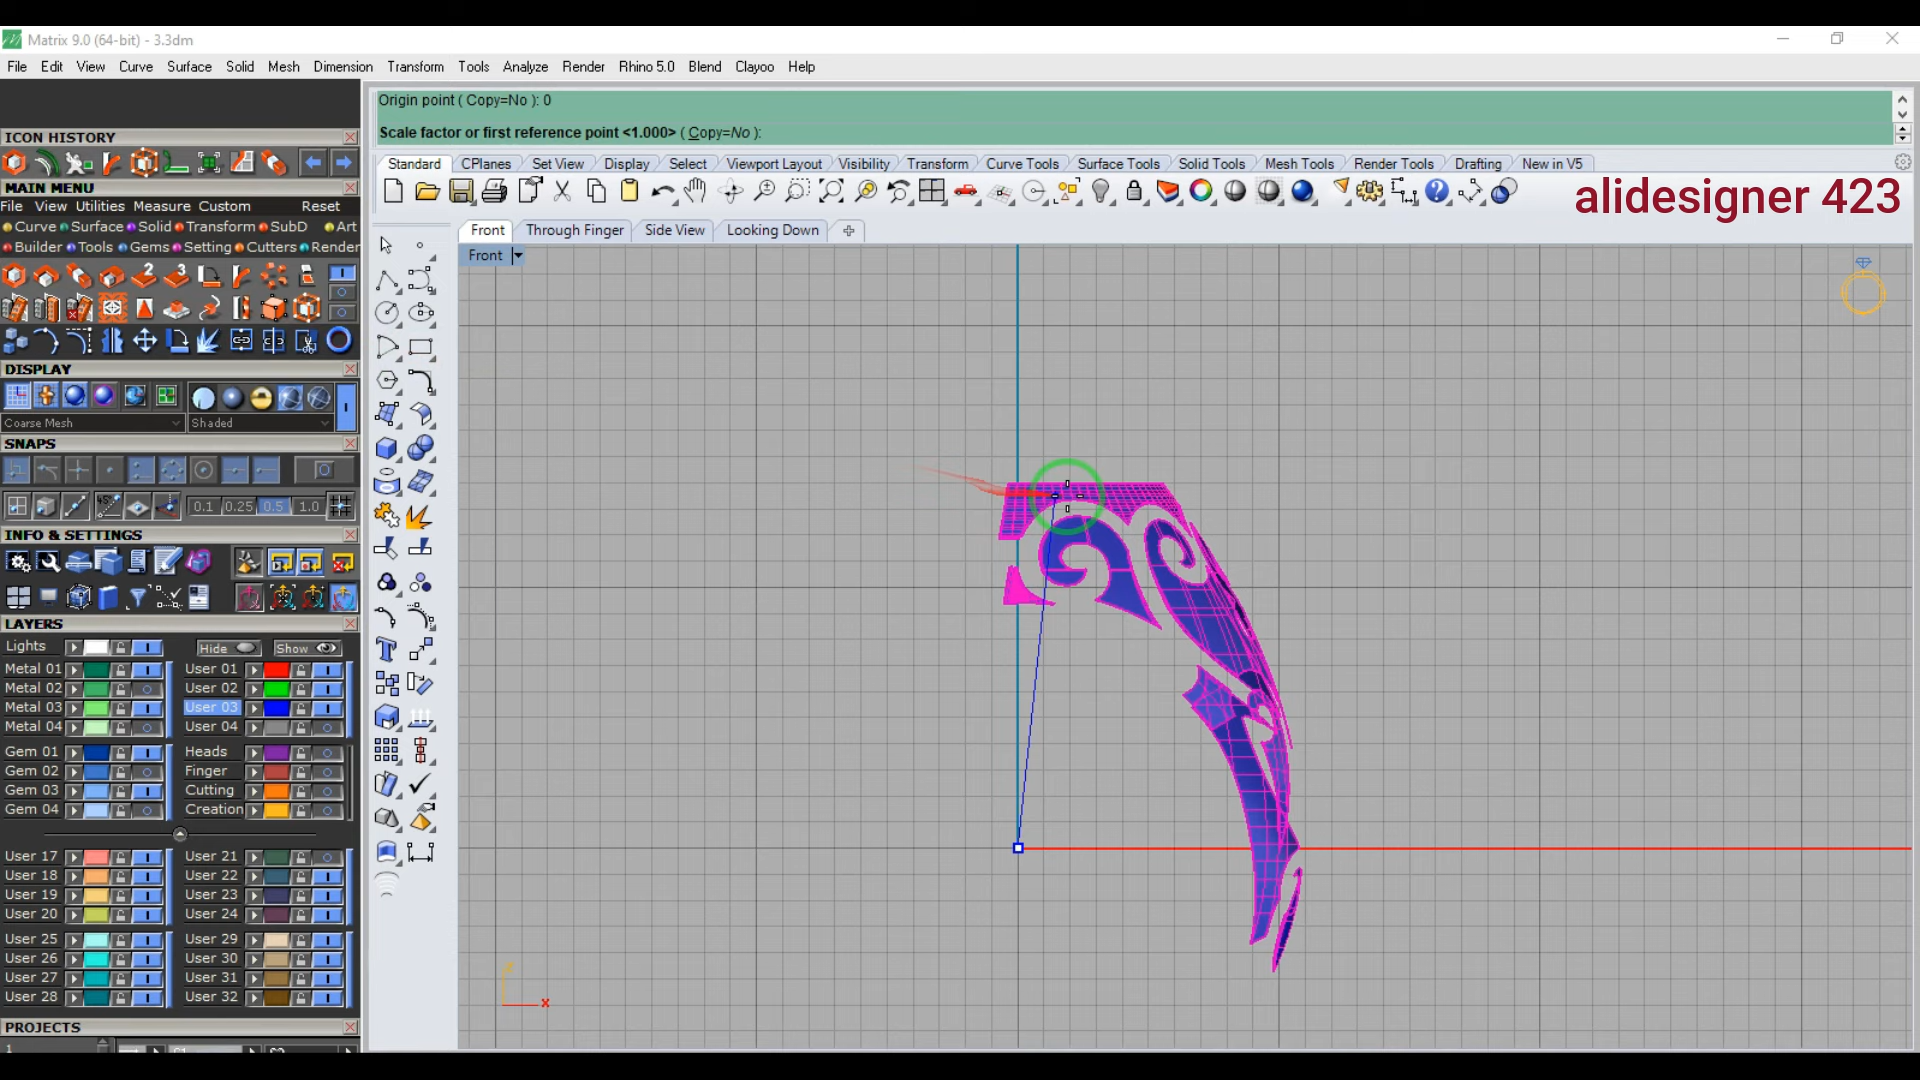 Matrix 9.0 (64-bit) - 3.3dm
File Edit View Curve Surface Solid Mesh Dimension Transform Tools Analyze Render Rhino 5.0 Blend Clayoo Help
Origin point ( Copy=No ): 0
Scale factor or first reference point <1.000> ( Copy=No ):
ICON HISTORY
MAIN MENU
File View Utilities Measure Custom Reset
Curve Surface Solid Transform SubD Art
Builder Tools Gems Setting Cutters Render
2 3
DISPLAY
Coarse Mesh Shaded
SNAPS
45°
0.1 0.25 0.5 1.0
INFO & SETTINGS
LAYERS
Lights Hide Show
Metal 01 User 01
Metal 02 User 02
Metal 03 User 03
Metal 04 User 04
Gem 01 Heads
Gem 02 Finger
Gem 03 Cutting
Gem 04 Creation
User 17 User 21
User 18 User 22
User 19 User 23
User 20 User 24
User 25 User 29
User 26 User 30
User 27 User 31
User 28 User 32
PROJECTS
1
Standard CPlanes Set View Display Select Viewport Layout Visibility Transform Curve Tools Surface Tools Solid Tools Mesh Tools Render Tools Drafting New in V5
alidesigner 423
Front Through Finger Side View Looking Down
Front
x